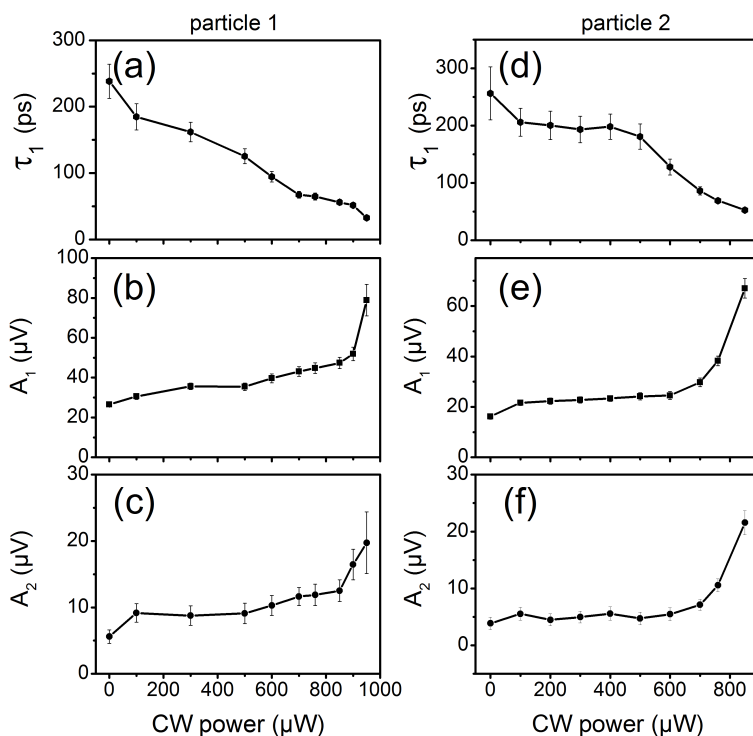 particle 1
particle 2
(a)
τ1 (ps)
300
200
100
0
(d)
τ1 (ps)
300
200
100
0
(b)
A1 (µV)
100
80
60
40
20
0
(e)
A1 (µV)
60
40
20
0
(c)
A2 (µV)
30
20
10
0
0 200 400 600 800 1000
CW power (µW)
(f)
A2 (µV)
30
20
10
0
0 200 400 600 800
CW power (µW)